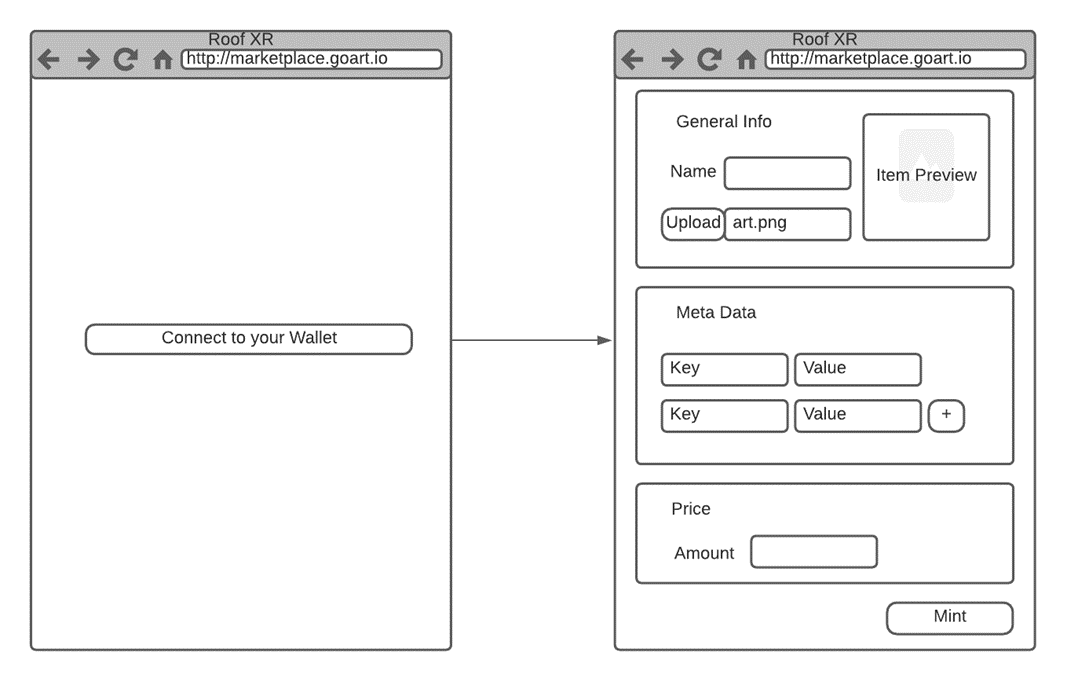 Roof XR
http://marketplace.goart.io
Connect to your Wallet
Roof XR
http://marketplace.goart.io
General Info
Name
Upload art.png
Item Preview
Meta Data
Key Value
Key Value +
Price
Amount
Mint